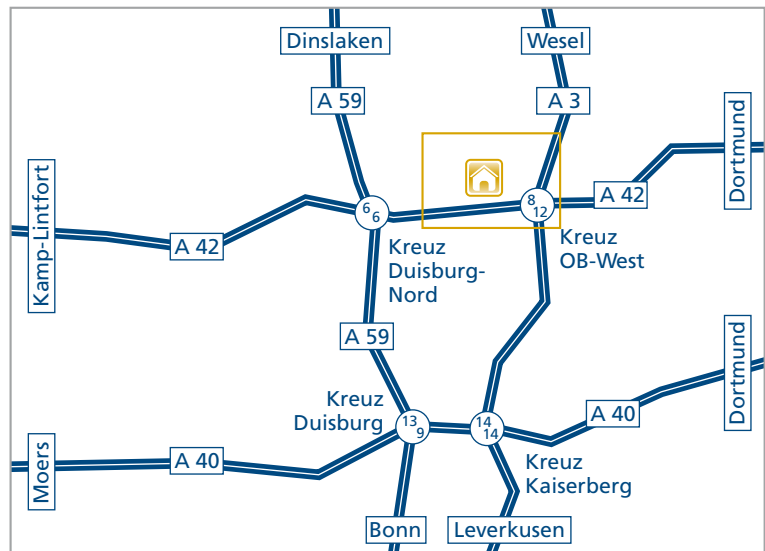 Dinslaken
Wesel
A 59
A 3
Dortmund
Kamp-Lintfort
A 42
6
6
8
12
A 42
Kreuz
Duisburg-
Nord
Kreuz
OB-West
A 59
Dortmund
Kreuz
Duisburg
13
9
14
14
A 40
Moers
A 40
Kreuz
Kaiserberg
Bonn
Leverkusen